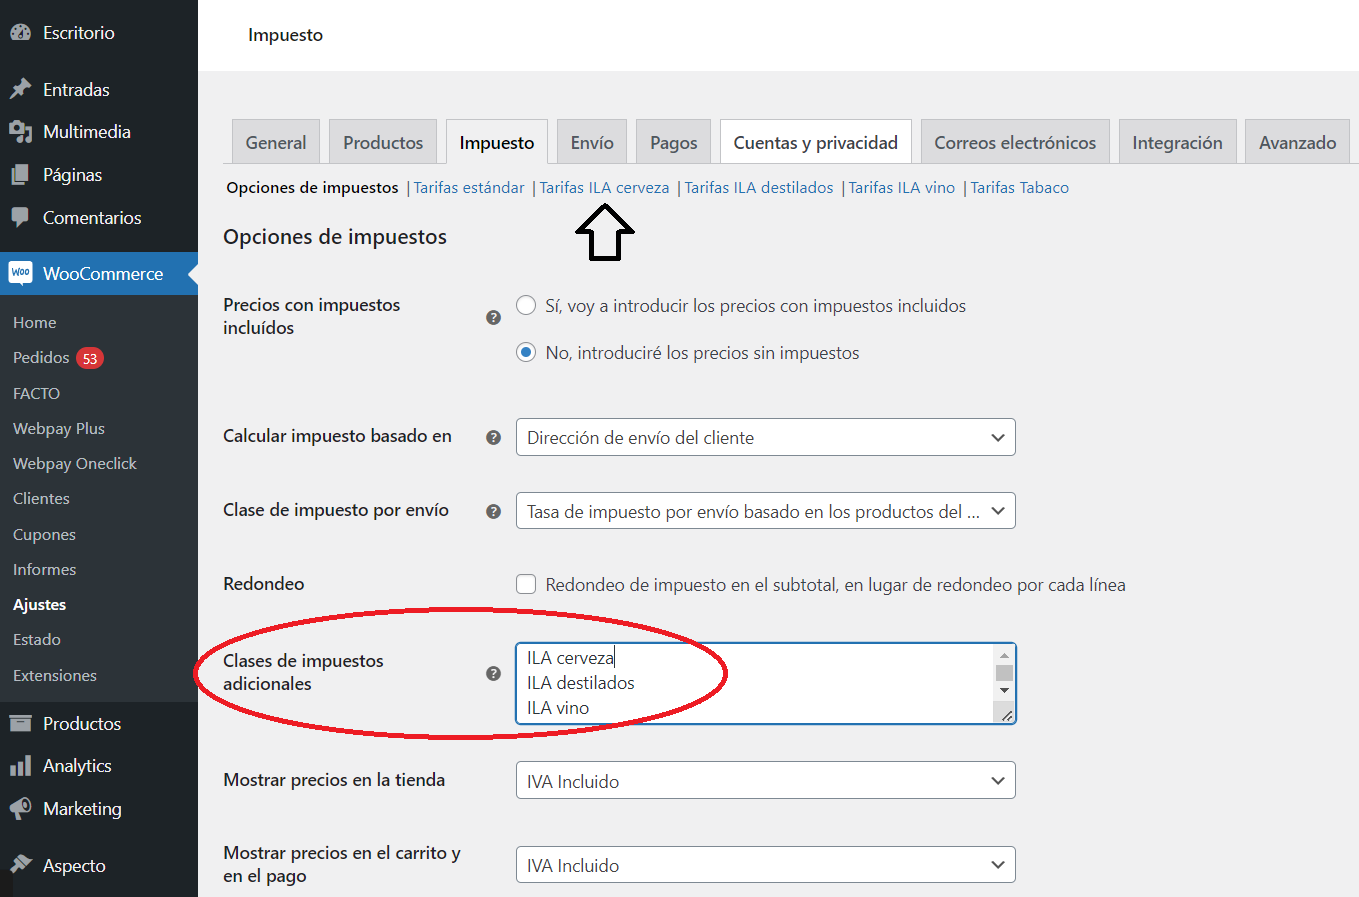 Escritorio
Entradas
Multimedia
Páginas
Comentarios
Woo WooCommerce
Home
Pedidos 53
FACTO
Webpay Plus
Webpay Oneclick
Clientes
Cupones
Informes
Ajustes
Estado
Extensiones
Productos
Analytics
Marketing
Aspecto
Impuesto
General Productos Impuesto Envío Pagos Cuentas y privacidad Correos electrónicos Integración Avanzado
Opciones de impuestos | Tarifas estándar | Tarifas ILA cerveza | Tarifas ILA destilados | Tarifas ILA vino | Tarifas Tabaco
Opciones de impuestos
Precios con impuestos
incluídos
? Sí, voy a introducir los precios con impuestos incluidos
No, introduciré los precios sin impuestos
Calcular impuesto basado en ? Dirección de envío del cliente
Clase de impuesto por envío ? Tasa de impuesto por envío basado en los productos del ...
Redondeo Redondeo de impuesto en el subtotal, en lugar de redondeo por cada línea
Clases de impuestos
adicionales
? ILA cerveza
ILA destilados
ILA vino
Mostrar precios en la tienda IVA Incluido
Mostrar precios en el carrito y
en el pago
IVA Incluido